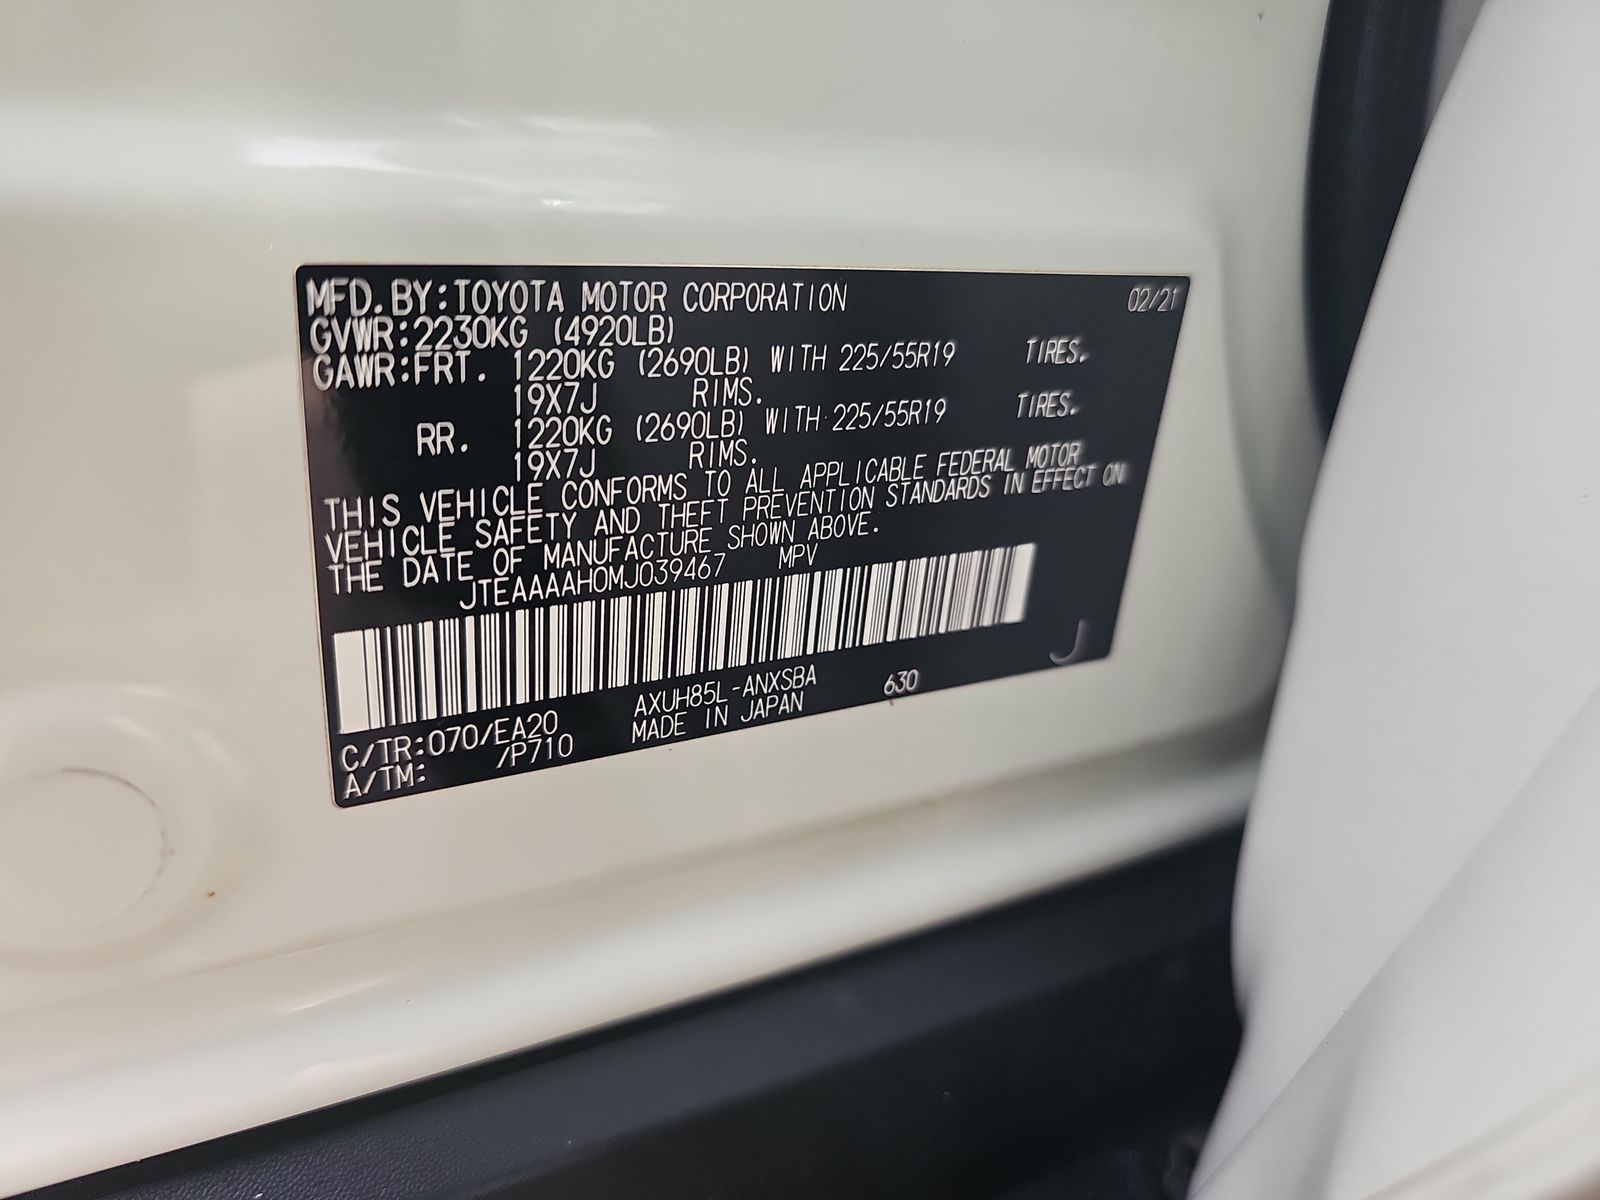 MFD. BY:TOYOTA MOTOR CORPORATION 02/21
GVWR:2230KG (4920LB)
GAWR:FRT. 1220KG (2690LB) WITH 225/55R19 TIRES.
19X7J RIMS.
RR. 1220KG (2690LB) WITH 225/55R19 TIRES.
19X7J RIMS.
THIS VEHICLE CONFORMS TO ALL APPLICABLE FEDERAL MOTOR
VEHICLE SAFETY AND THEFT PREVENTION STANDARDS IN EFFECT ON
THE DATE OF MANUFACTURE SHOWN ABOVE.
JTEAAAAH0MJ039467 MPV
J
C/TR:070/EA20 AXUH85L-ANXSBA 630
A/TM: /P710 MADE IN JAPAN